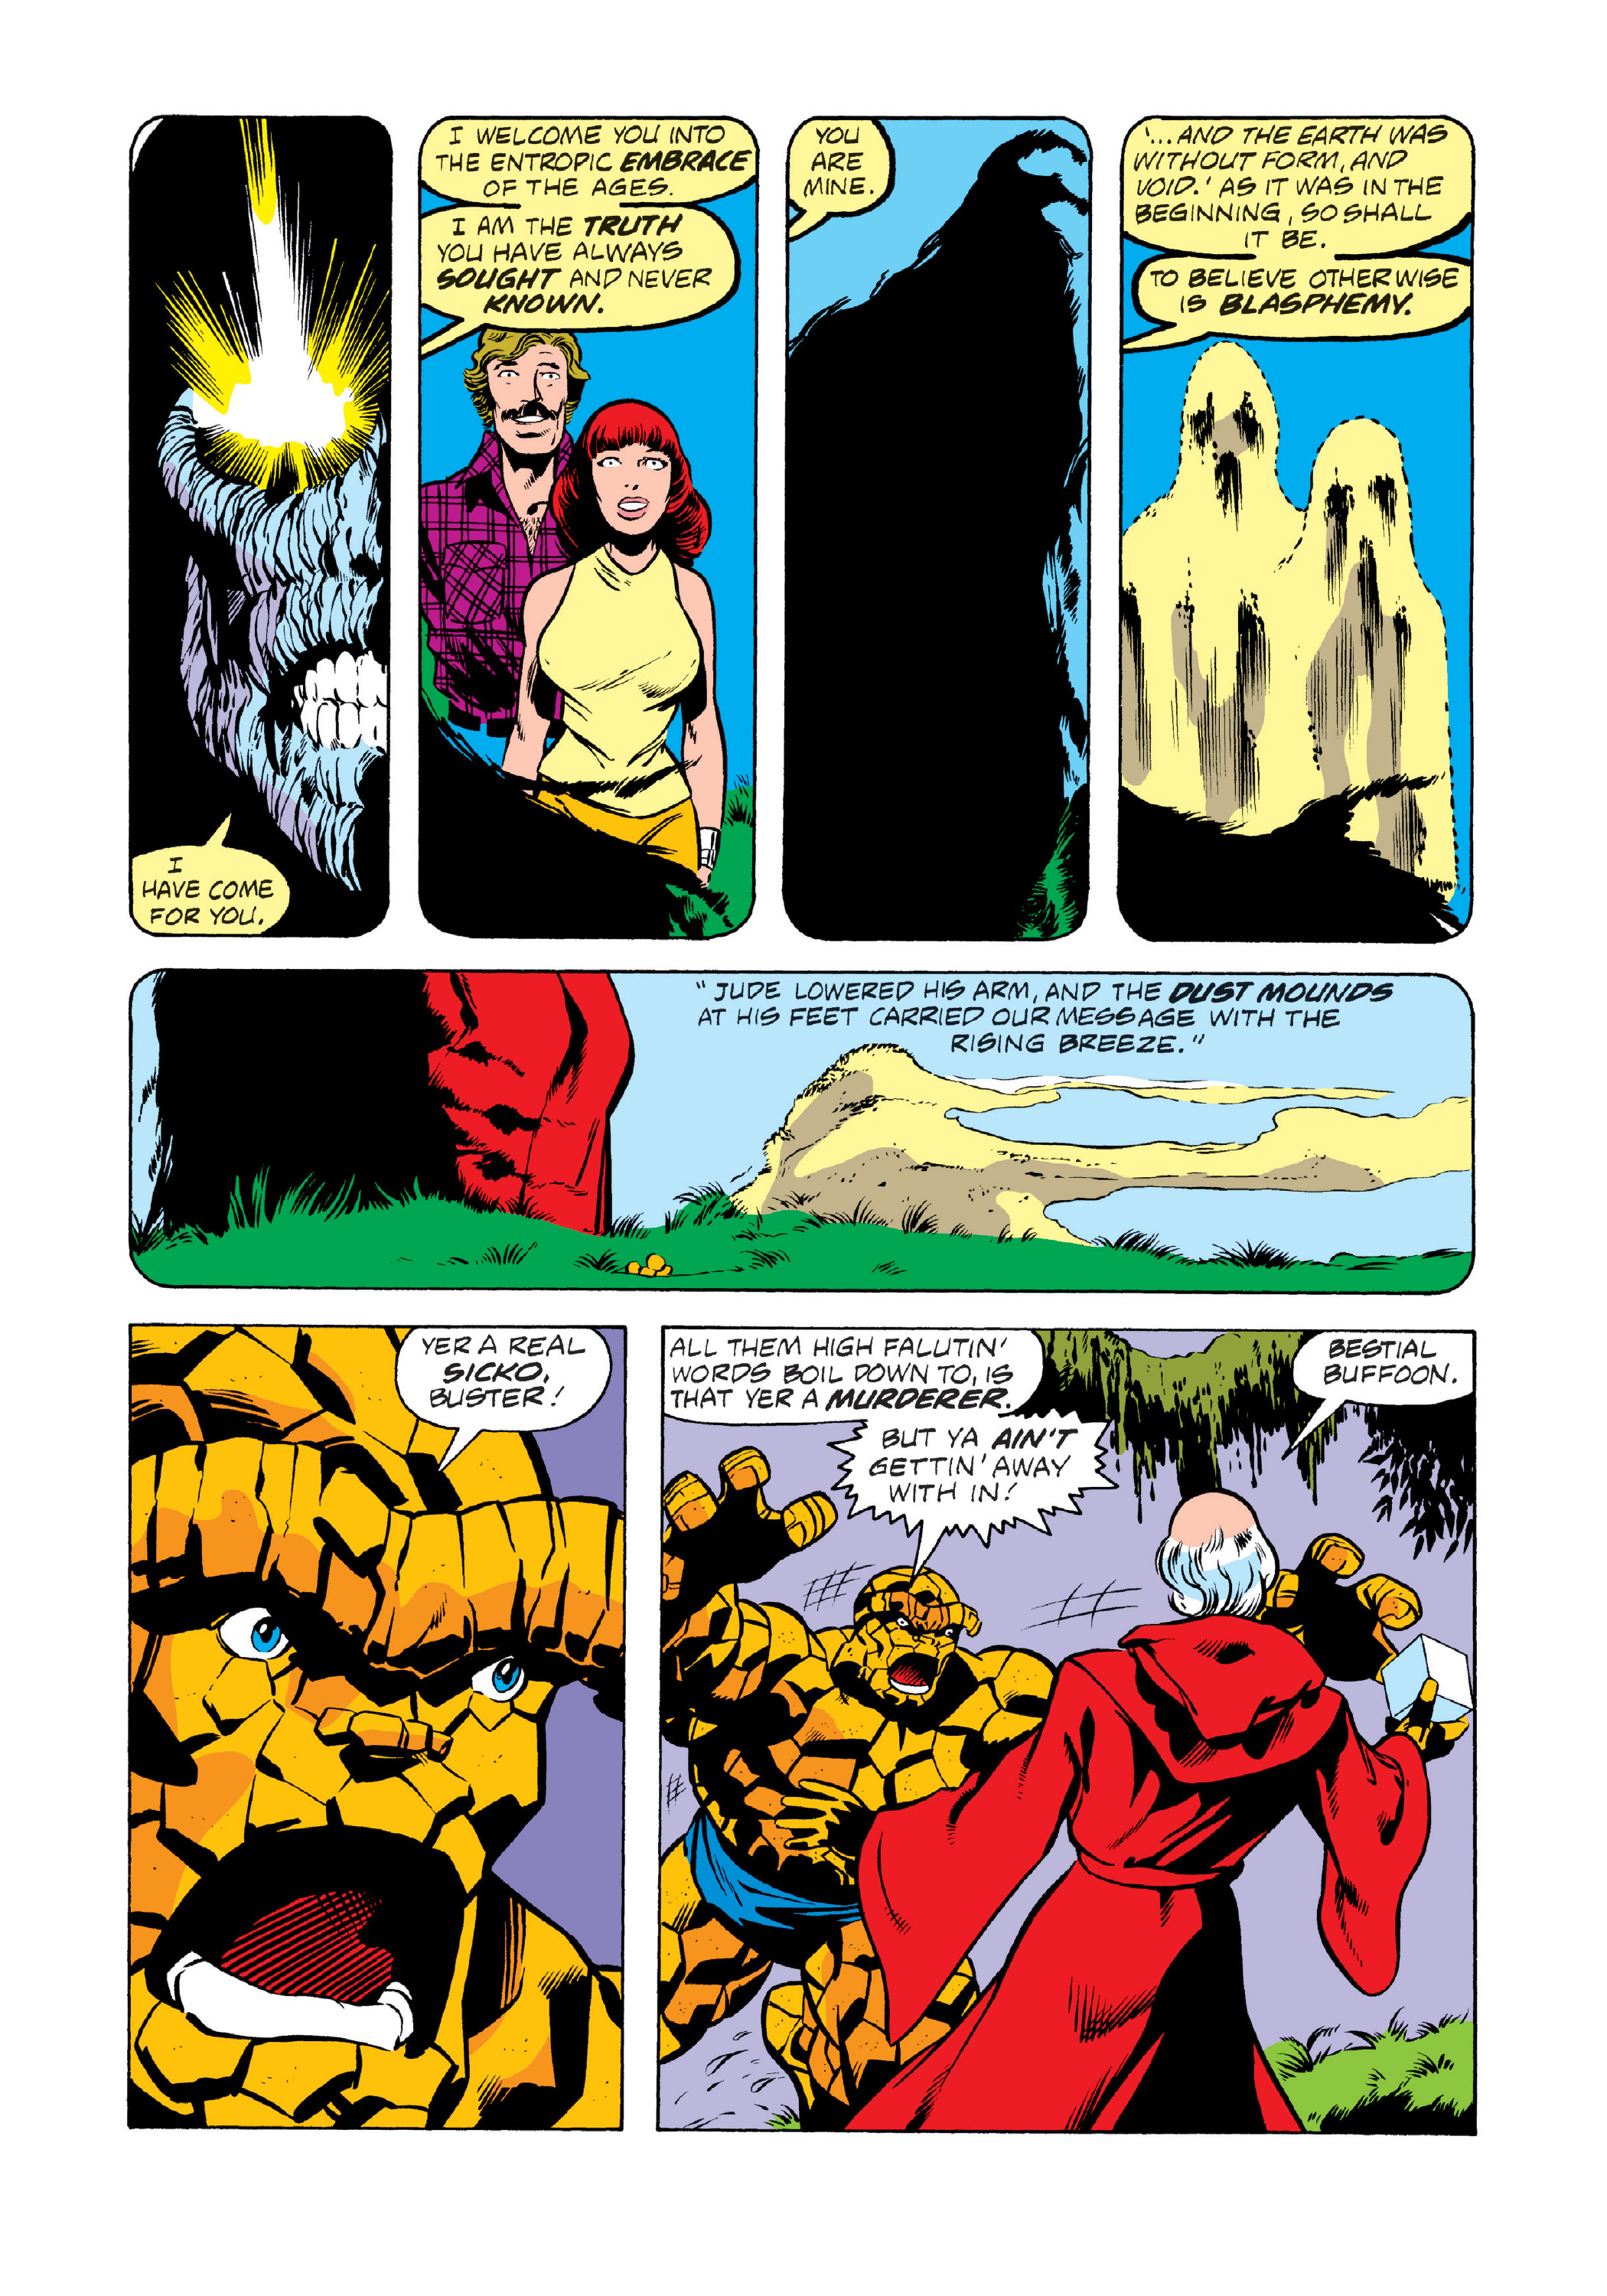 I
HAVE COME
FOR YOU.
I WELCOME YOU INTO
THE ENTROPIC EMBRACE
OF THE AGES.
I AM THE TRUTH
YOU HAVE ALWAYS
SOUGHT AND NEVER
KNOWN.
YOU
ARE
MINE.
'...AND THE EARTH WAS
WITHOUT FORM, AND
VOID.' AS IT WAS IN THE
BEGINNING, SO SHALL
IT BE.
TO BELIEVE OTHERWISE
IS BLASPHEMY.
"JUDE LOWERED HIS ARM, AND THE DUST MOUNDS
AT HIS FEET CARRIED OUR MESSAGE WITH THE
RISING BREEZE."
YER A REAL
SICKO,
BUSTER!
ALL THEM HIGH FALUTIN'
WORDS BOIL DOWN TO, IS
THAT YER A MURDERER.
BUT YA AIN'T
GETTIN' AWAY
WITH IN!
BESTIAL
BUFFOON.